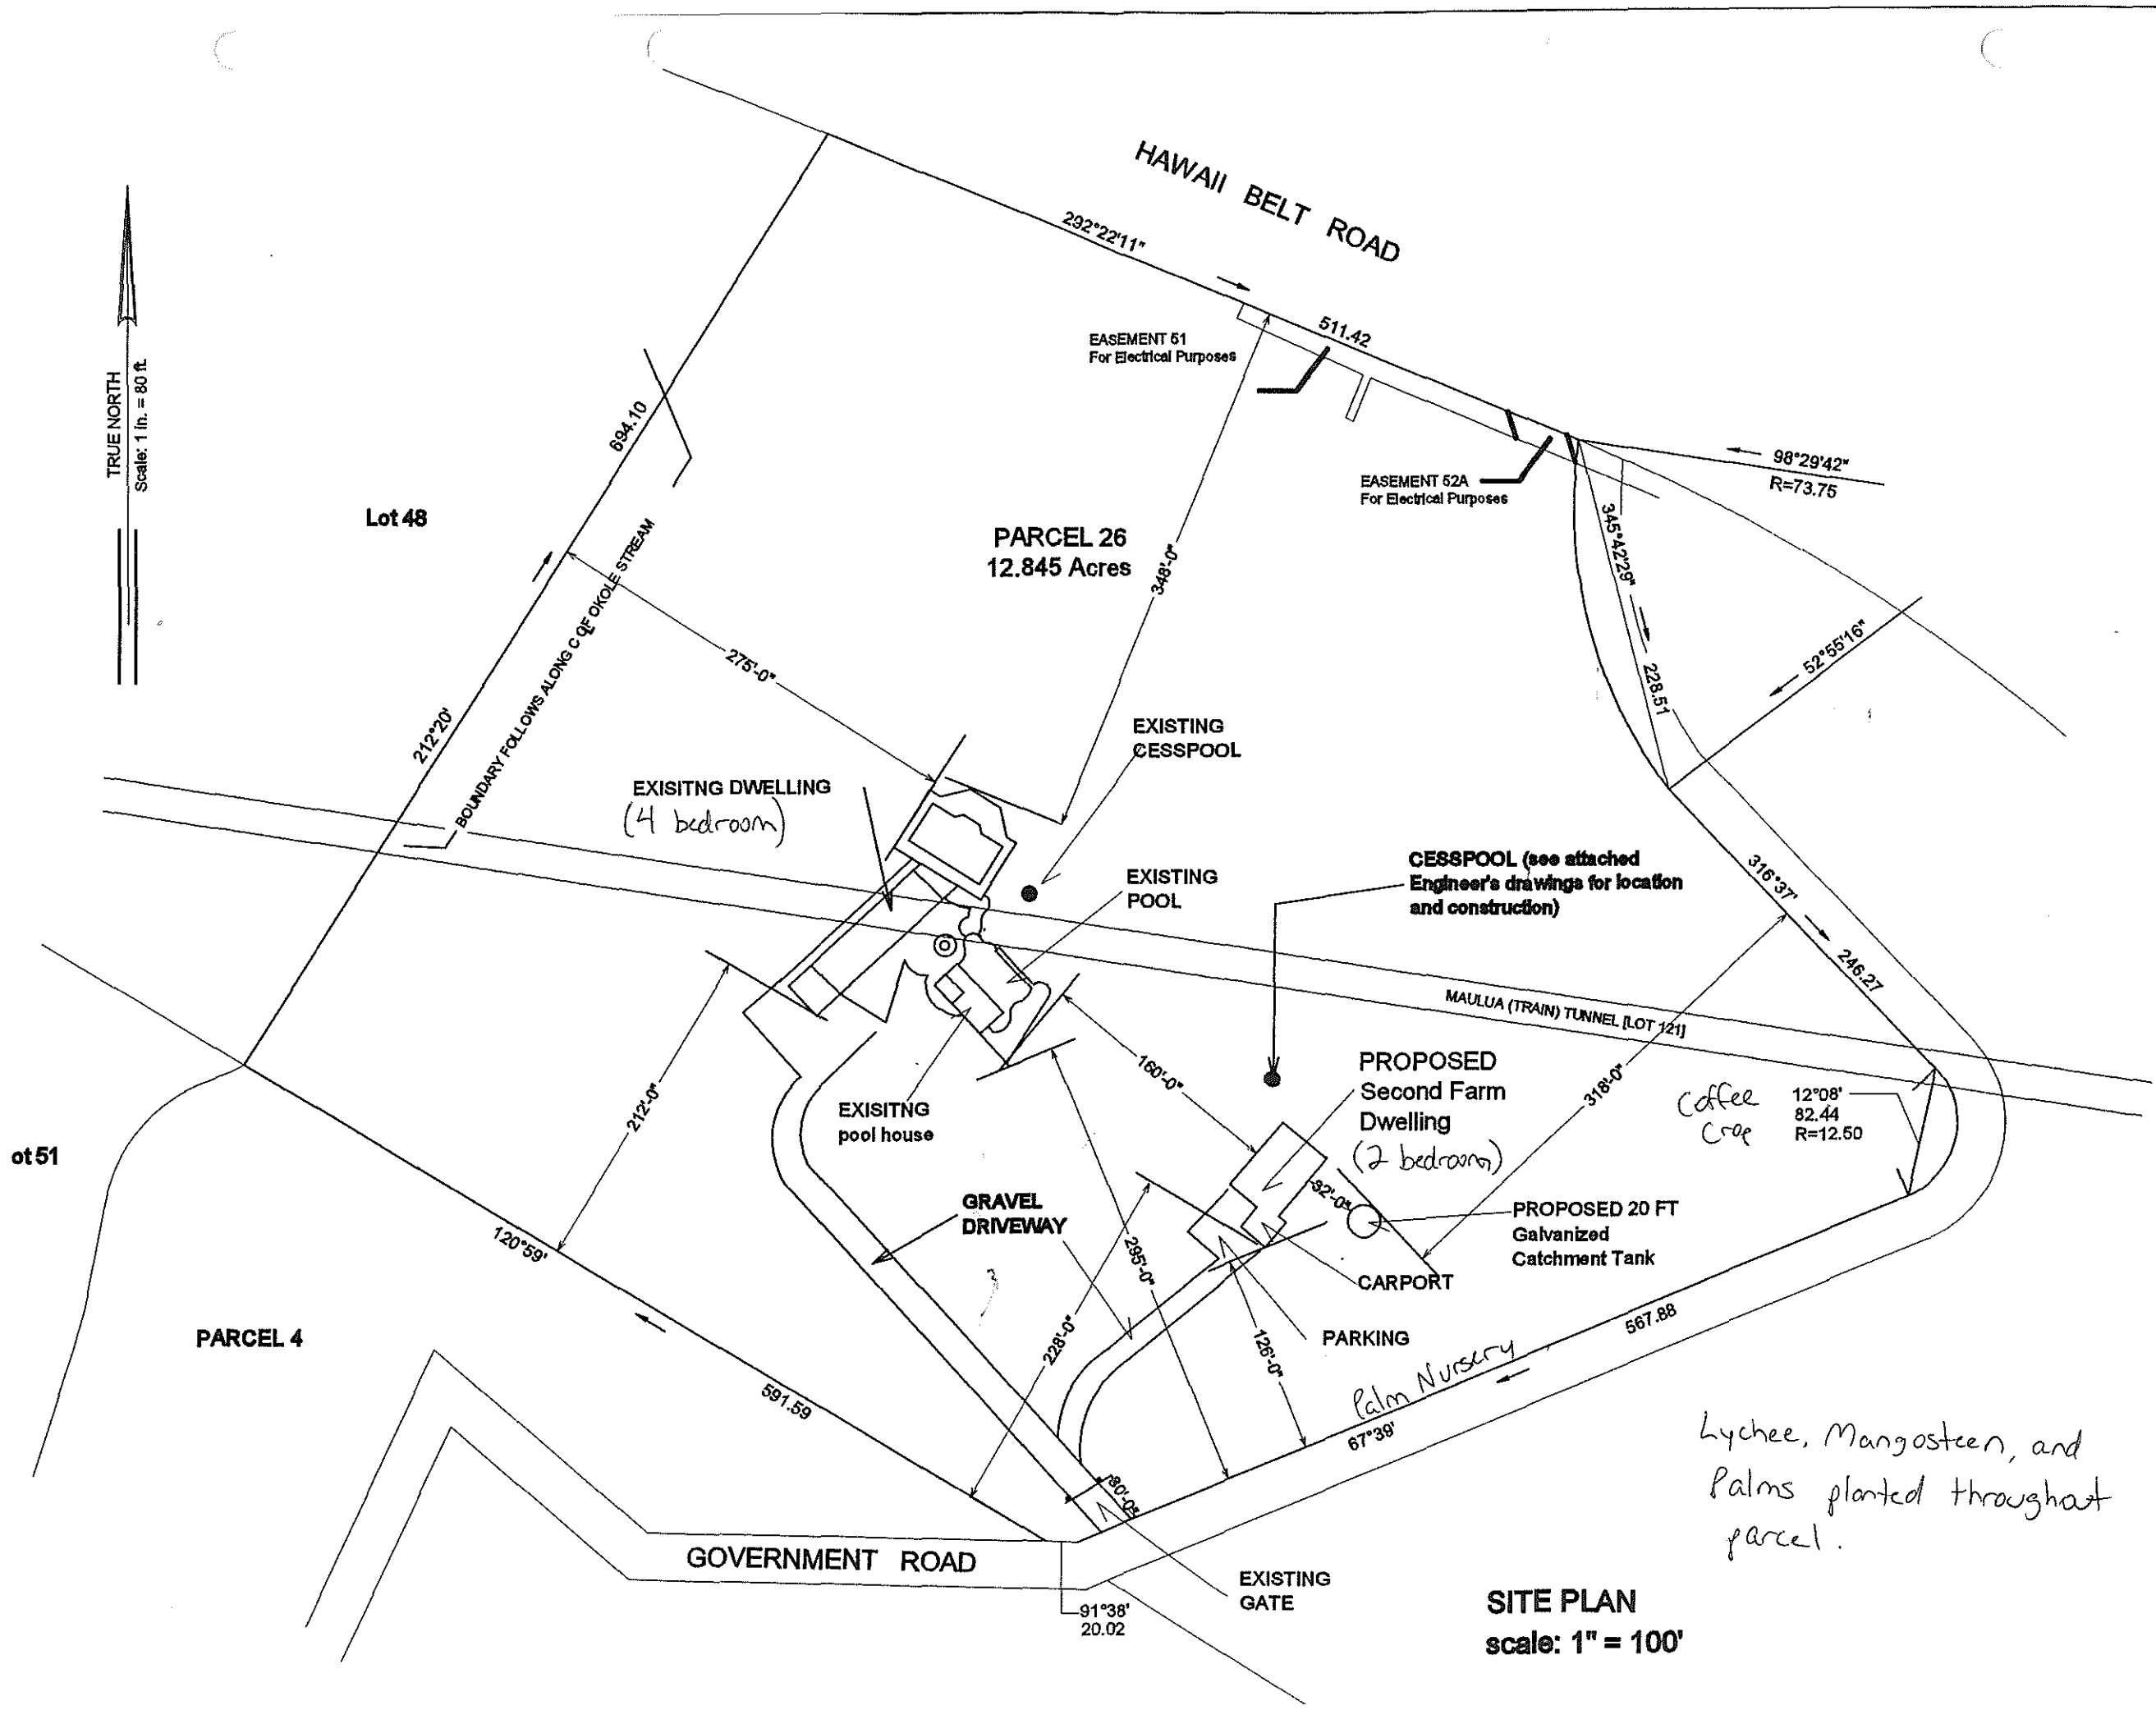 HAWAII BELT ROAD
292°22'11"
511.42
EASEMENT 51
For Electrical Purposes
TRUE NORTH
Scale: 1 in. = 80 ft.
694.10
98°29'42"
R=73.75
EASEMENT 52A
For Electrical Purposes
Lot 48
PARCEL 26
12.845 Acres
345°42'29"
348'-0"
BOUNDARY FOLLOWS ALONG C OF OKOLE STREAM
52°55'16"
275'-0"
228.51
212°20'
EXISTING
CESSPOOL
EXISITNG DWELLING
(4 bedroom)
CESSPOOL (see attached
Engineer's drawings for location
and construction)
316°37'
EXISTING
POOL
246.27
MAULUA (TRAIN) TUNNEL [LOT 121]
160'-0"
PROPOSED
Second Farm
Dwelling
(2 bedroom)
318'-0"
Coffee
Crop
12°08'
82.44
R=12.50
212'-0"
EXISITNG
pool house
ot 51
32'-0"
GRAVEL
DRIVEWAY
PROPOSED 20 FT
Galvanized
Catchment Tank
120°59'
295'-0"
CARPORT
PARCEL 4
228'-0"
126'-0"
PARKING
567.88
Palm Nursery
591.59
67°39'
Lychee, Mangosteen, and
Palms planted throughout
parcel.
80'-0"
GOVERNMENT ROAD
EXISTING
GATE
91°38'
20.02
SITE PLAN
scale: 1" = 100'